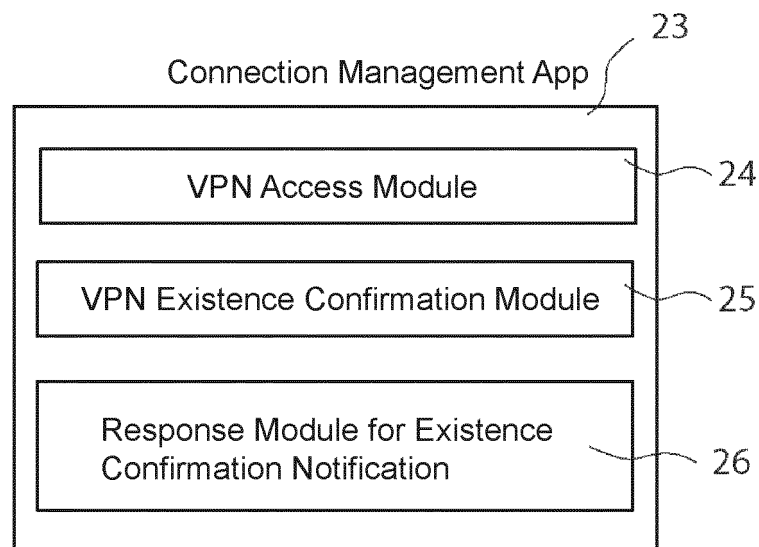 23
Connection Management App
VPN Access Module
24
VPN Existence Confirmation Module
25
Response Module for Existence
Confirmation Notification
26